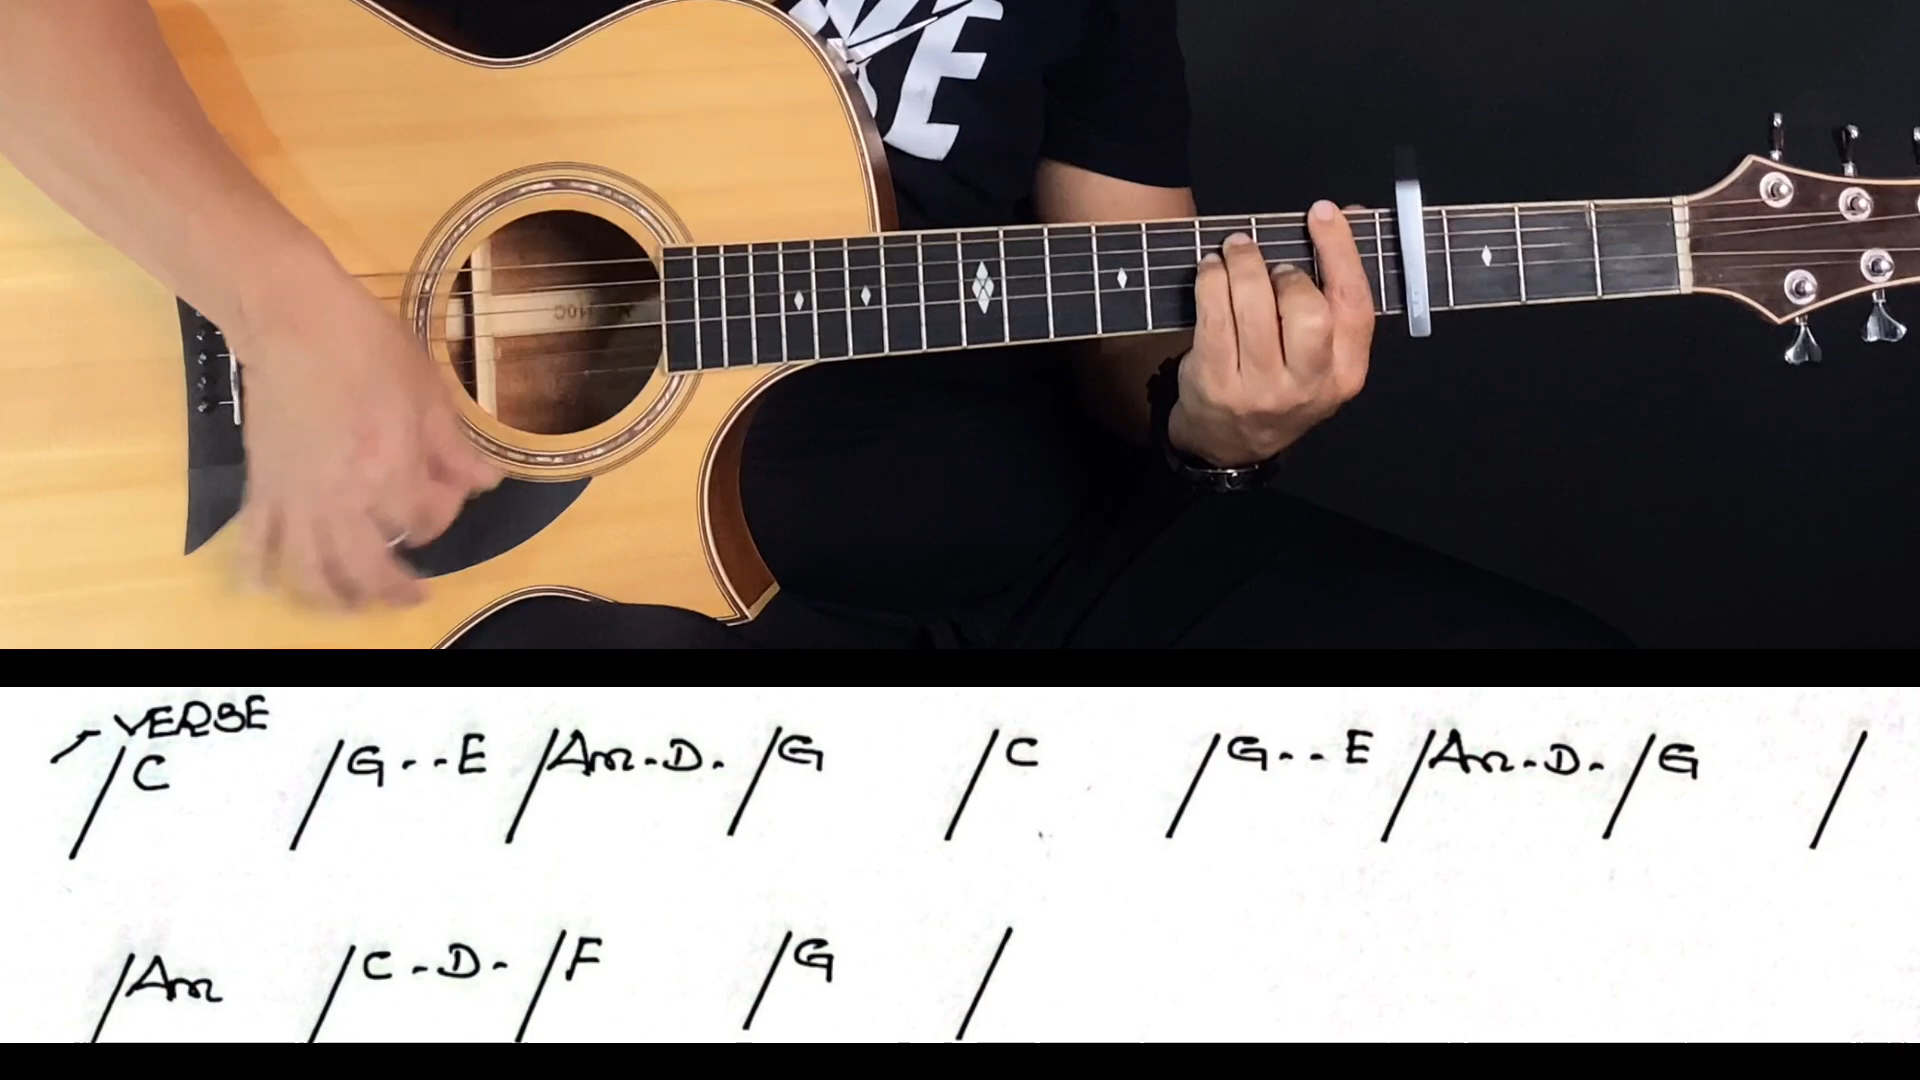 VERSE
/ C / G . . E / Am . D . / G / C / G . . E / Am . D . / G /
/ Am / C . D . / F / G /